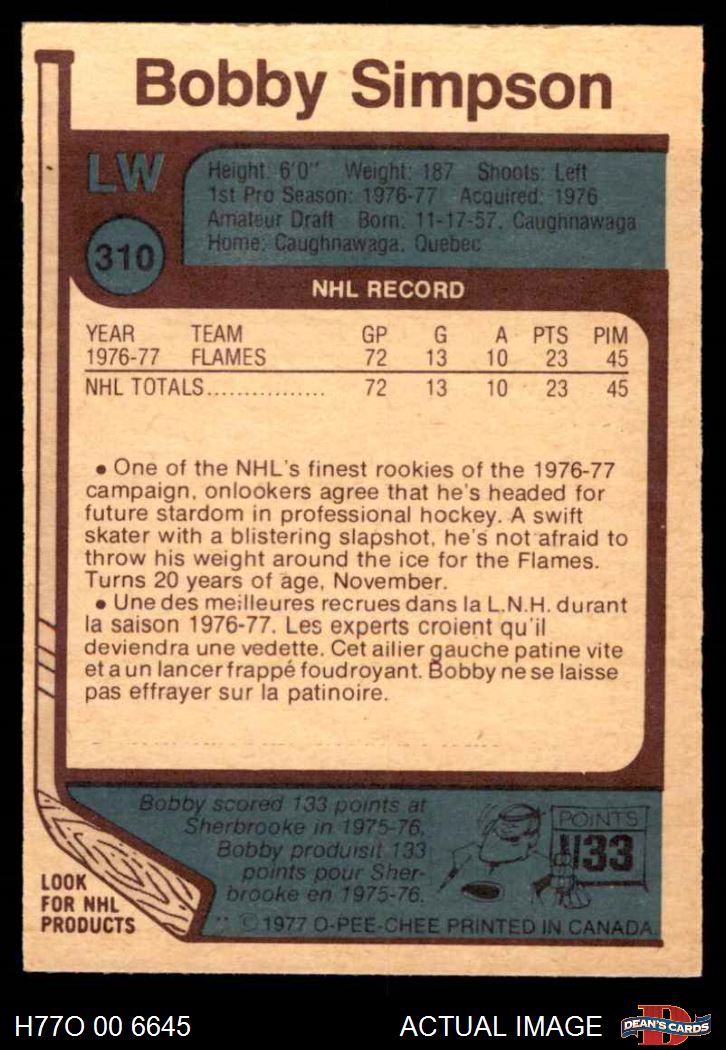 Bobby Simpson
LW
310
Height: 6'0" Weight: 187 Shoots: Left
1st Pro Season: 1976-77 Acquired: 1976
Amateur Draft Born: 11-17-57, Caughnawaga
Home: Caughnawaga, Quebec
NHL RECORD
YEAR TEAM GP G A PTS PIM
1976-77 FLAMES 72 13 10 23 45
NHL TOTALS................ 72 13 10 23 45
• One of the NHL's finest rookies of the 1976-77
campaign, onlookers agree that he's headed for
future stardom in professional hockey. A swift
skater with a blistering slapshot, he's not afraid to
throw his weight around the ice for the Flames.
Turns 20 years of age, November.
• Une des meilleures recrues dans la L.N.H. durant
la saison 1976-77. Les experts croient qu'il
deviendra une vedette. Cet ailier gauche patine vite
et a un lancer frappé foudroyant. Bobby ne se laisse
pas effrayer sur la patinoire.
Bobby scored 133 points at
Sherbrooke in 1975-76.
Bobby produisit 133
points pour Sher-
brooke en 1975-76.
POINTS
133
LOOK
FOR NHL
PRODUCTS
** © 1977 O-PEE-CHEE PRINTED IN CANADA.
H77O 00 6645
ACTUAL IMAGE
D
DEAN'S CARDS